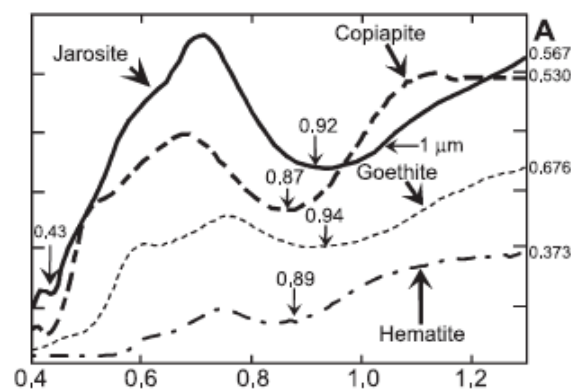 Copiapite
A
Jarosite
0.567
0.530
0.92
1 µm
0.87
Goethite
0.676
0.43
0.94
0.373
0.89
Hematite
0,4 0,6 0,8 1,0 1,2